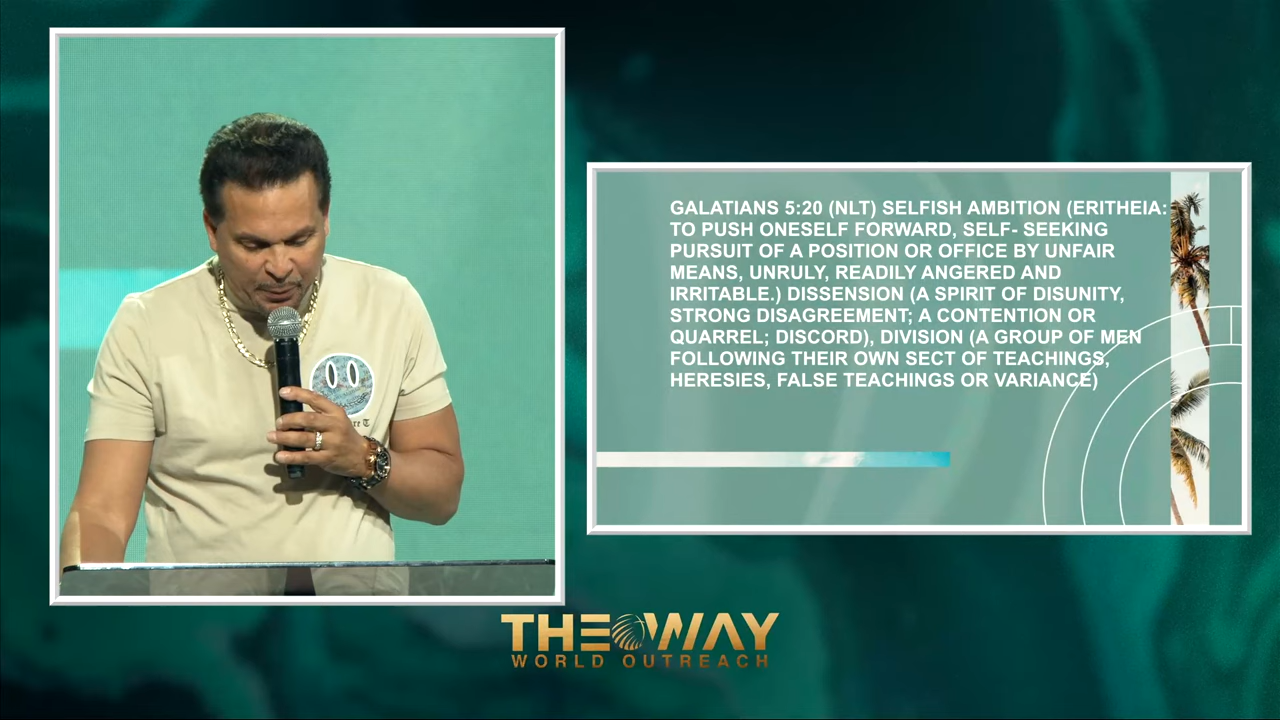 GALATIANS 5:20 (NLT) SELFISH AMBITION (ERITHEIA:
TO PUSH ONESELF FORWARD, SELF- SEEKING
PURSUIT OF A POSITION OR OFFICE BY UNFAIR
MEANS, UNRULY, READILY ANGERED AND
IRRITABLE.) DISSENSION (A SPIRIT OF DISUNITY,
STRONG DISAGREEMENT; A CONTENTION OR
QUARREL; DISCORD), DIVISION (A GROUP OF MEN
FOLLOWING THEIR OWN SECT OF TEACHINGS,
HERESIES, FALSE TEACHINGS OR VARIANCE)
THE WAY
WORLD OUTREACH